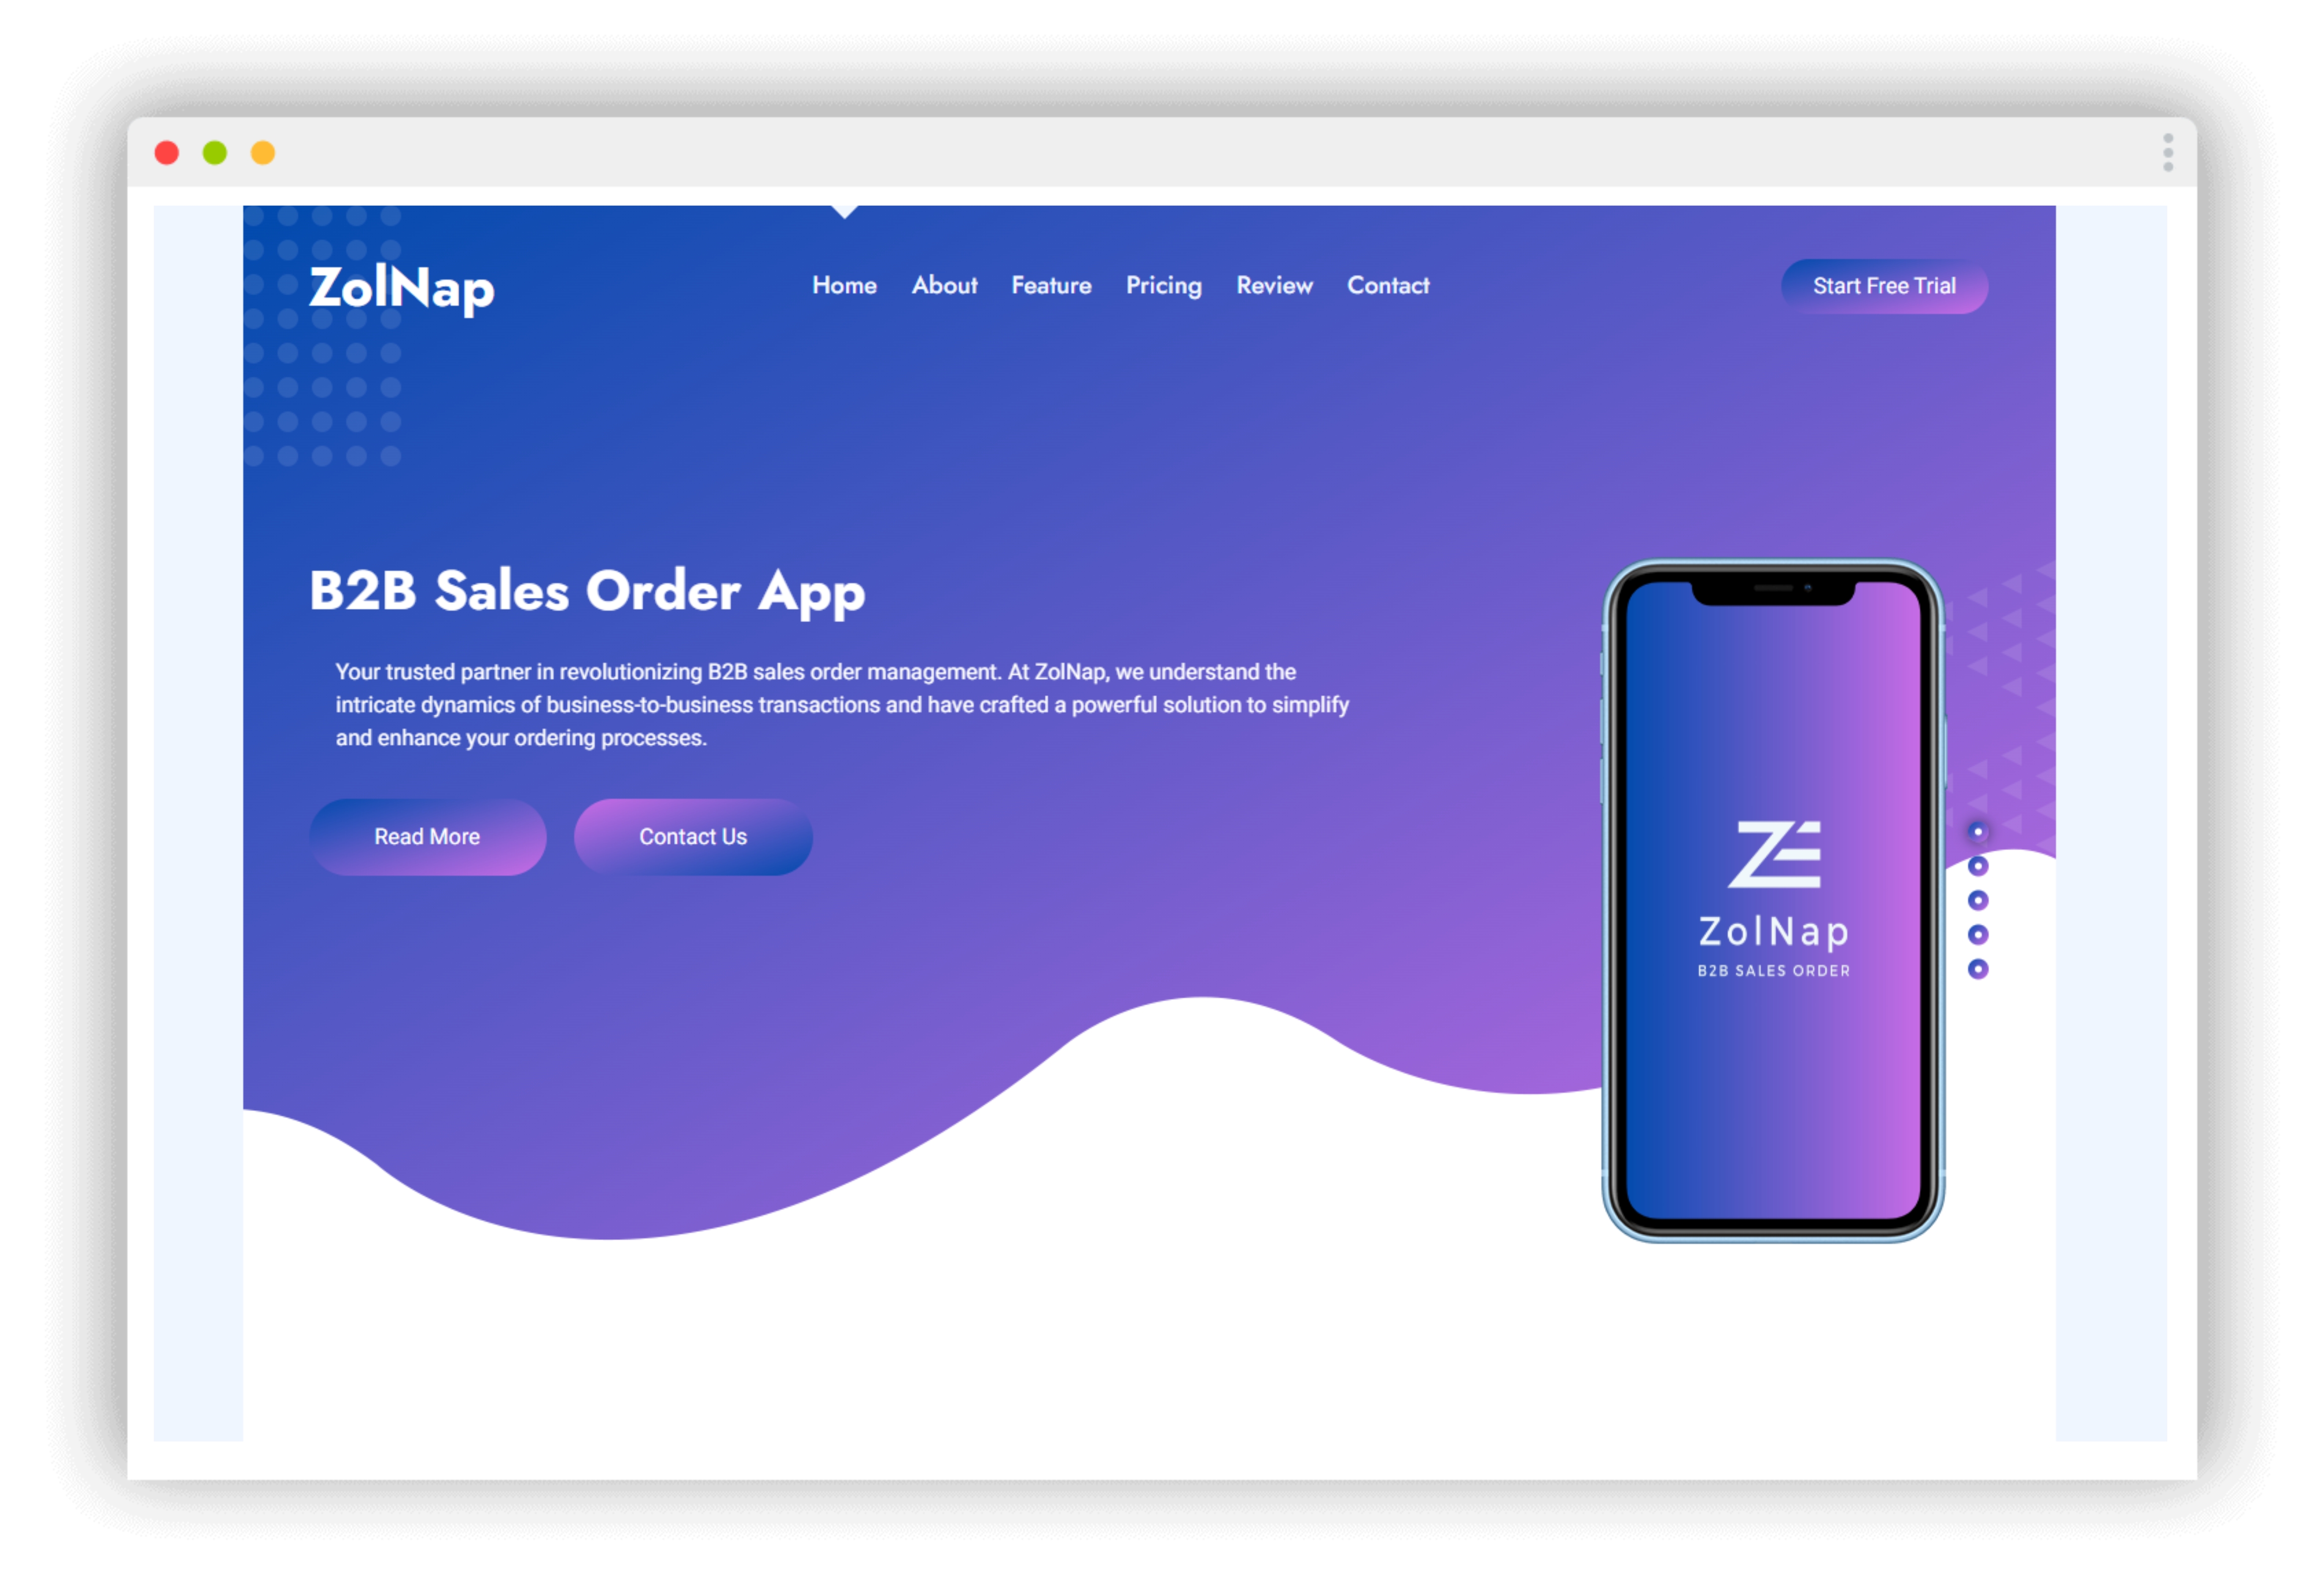 ZolNap
Home About Feature Pricing Review Contact
Start Free Trial
B2B Sales Order App
Your trusted partner in revolutionizing B2B sales order management. At ZolNap, we understand the
intricate dynamics of business-to-business transactions and have crafted a powerful solution to simplify
and enhance your ordering processes.
Read More
Contact Us
ZolNap
B2B SALES ORDER